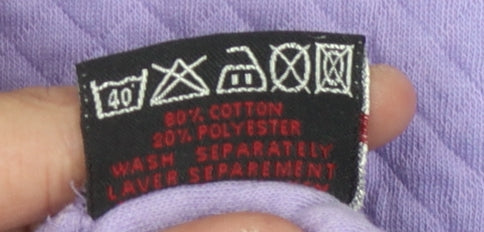 40
80% COTTON
20% POLYESTER
WASH SEPARATELY
LAVER SEPAREMENT